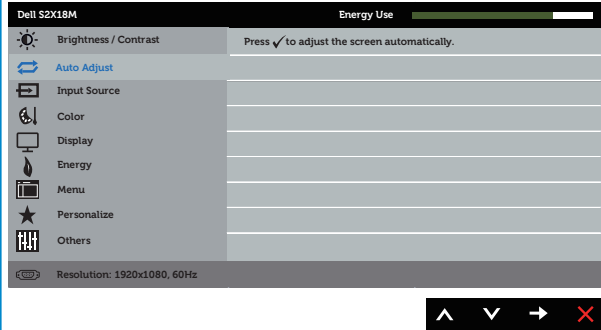 Dell S2X18M Energy Use
Brightness / Contrast Press ✓ to adjust the screen automatically.
Auto Adjust
Input Source
Color
Display
Energy
Menu
Personalize
Others
Resolution: 1920x1080, 60Hz